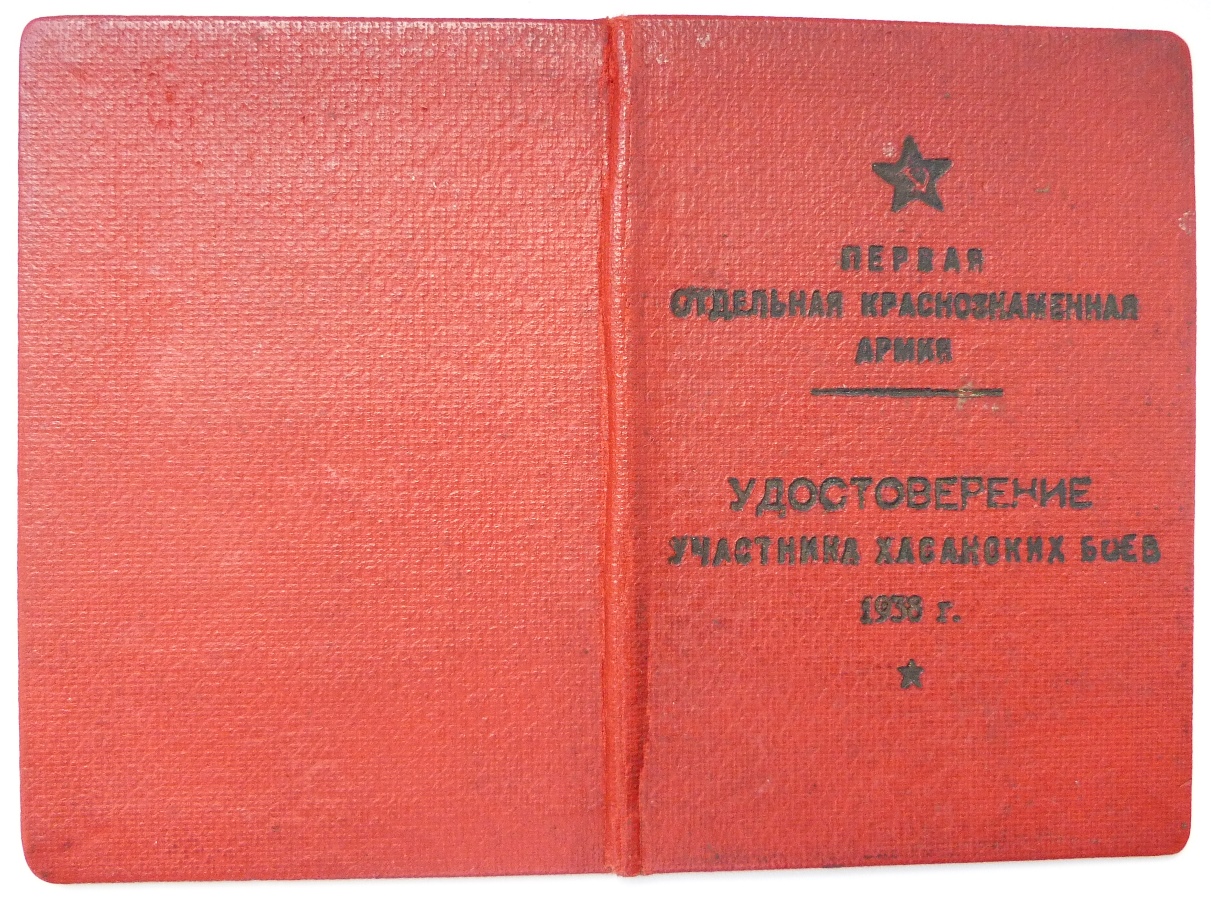 ПЕРВАЯ
ОТДЕЛЬНАЯ КРАСНОЗНАМЕННАЯ
АРМИЯ
УДОСТОВЕРЕНИЕ
УЧАСТНИКА ХАСАНСКИХ БОЕВ
1938 г.